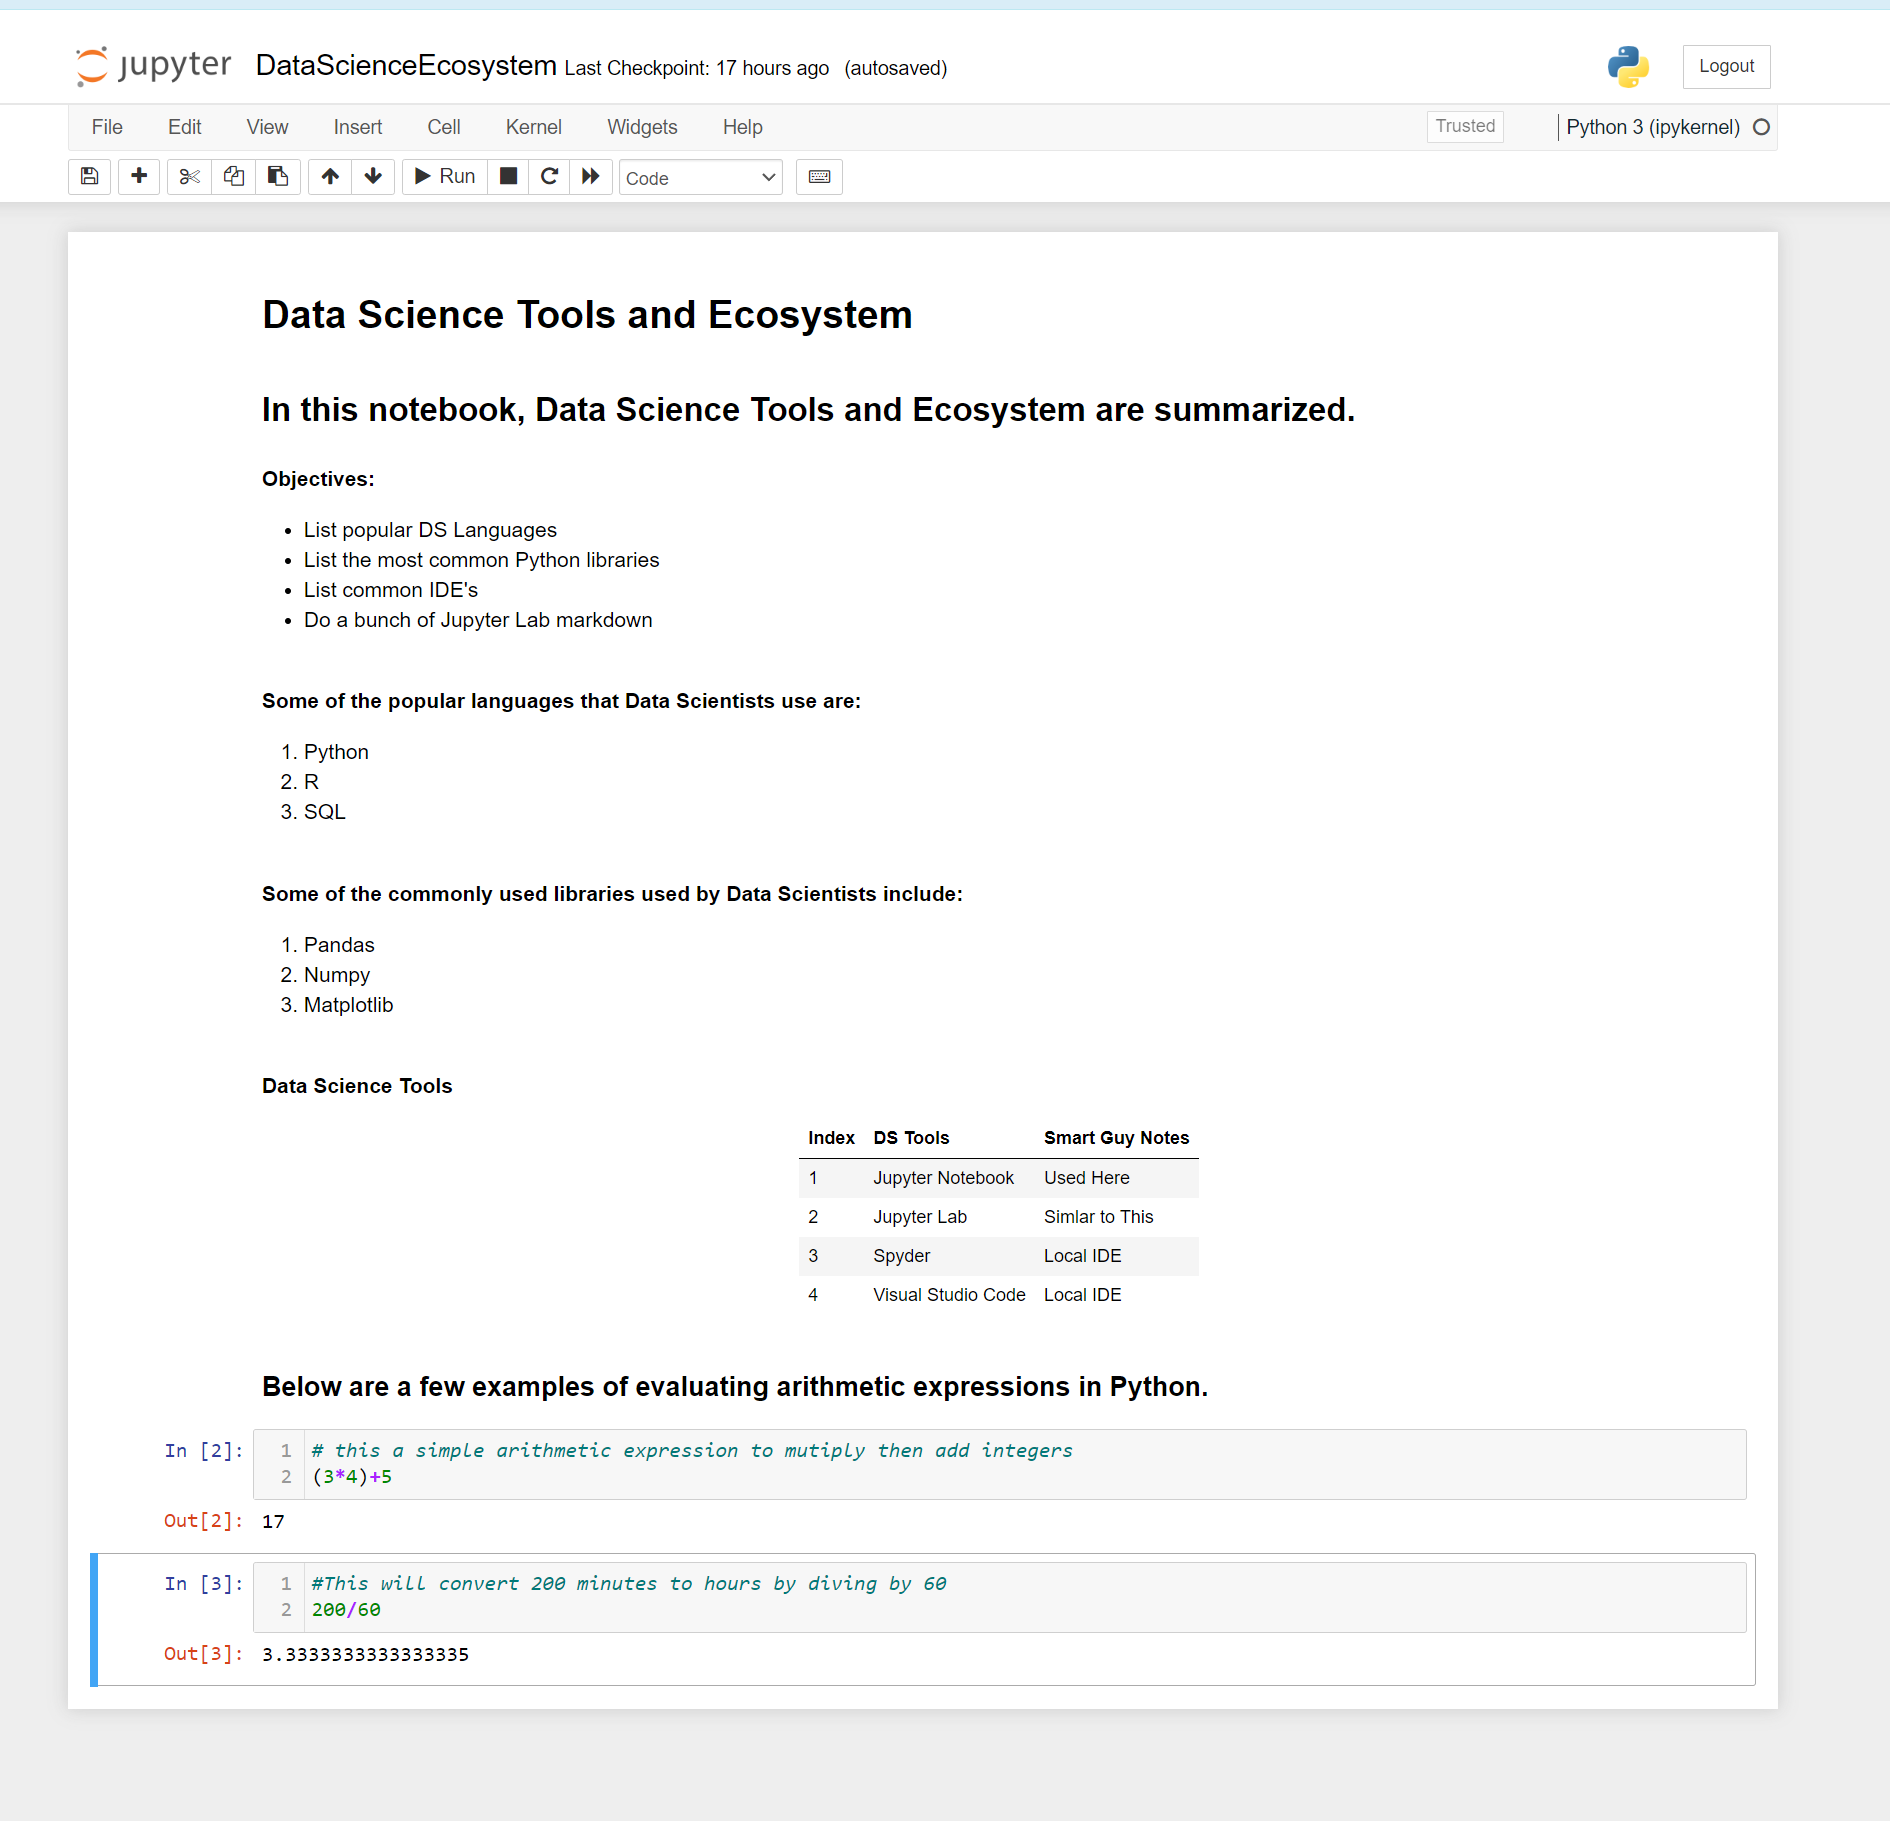 jupyter DataScienceEcosystem Last Checkpoint: 17 hours ago (autosaved) Logout
File Edit View Insert Cell Kernel Widgets Help Trusted Python 3 (ipykernel)
Run Code
Data Science Tools and Ecosystem
In this notebook, Data Science Tools and Ecosystem are summarized.
Objectives:
• List popular DS Languages
• List the most common Python libraries
• List common IDE's
• Do a bunch of Jupyter Lab markdown
Some of the popular languages that Data Scientists use are:
1. Python
2. R
3. SQL
Some of the commonly used libraries used by Data Scientists include:
1. Pandas
2. Numpy
3. Matplotlib
Data Science Tools
Index DS Tools Smart Guy Notes
1 Jupyter Notebook Used Here
2 Jupyter Lab Simlar to This
3 Spyder Local IDE
4 Visual Studio Code Local IDE
Below are a few examples of evaluating arithmetic expressions in Python.
In [2]: 1 # this a simple arithmetic expression to mutiply then add integers
2 (3*4)+5
Out[2]: 17
In [3]: 1 #This will convert 200 minutes to hours by diving by 60
2 200/60
Out[3]: 3.3333333333333335